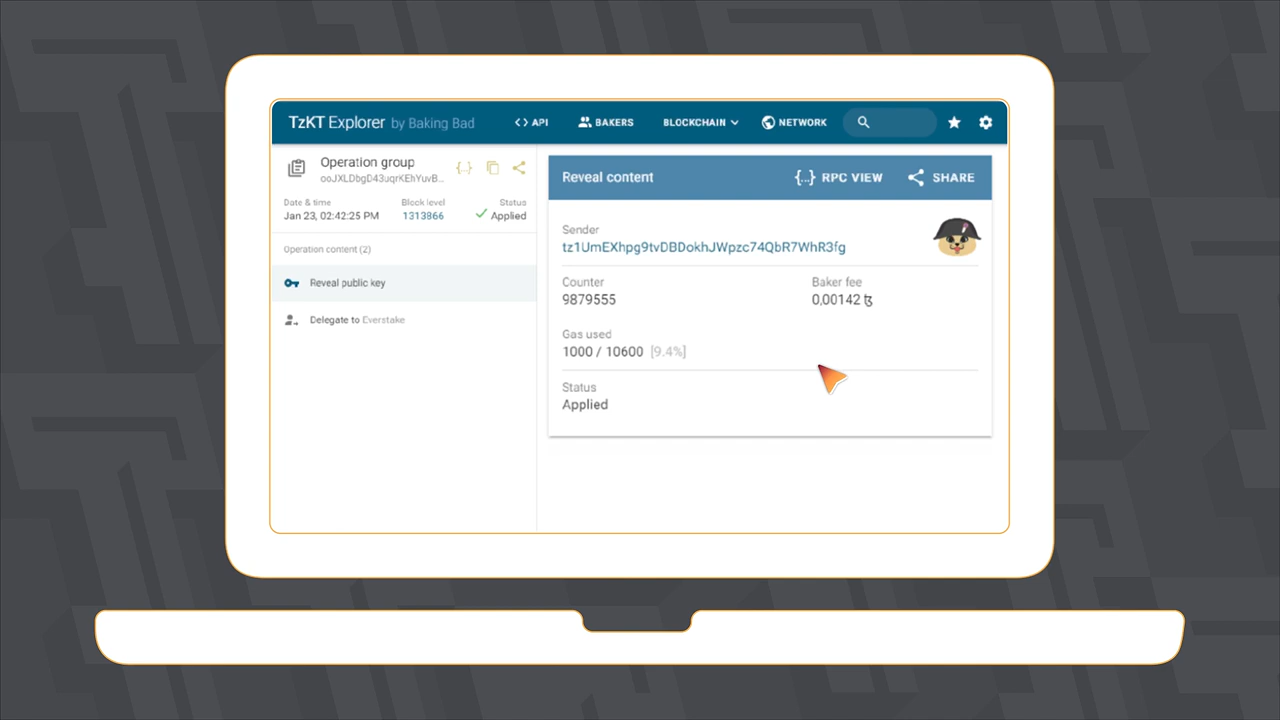 TzKT Explorer by Baking Bad
<> API
BAKERS
BLOCKCHAIN
NETWORK
Operation group
ooJXLDbgD43uqrKEhYuvB...
Date & time
Block level
Status
Jan 23, 02:42:25 PM
1313866
Applied
Operation content (2)
Reveal public key
Delegate to Everstake
Reveal content
{...} RPC VIEW
SHARE
Sender
tz1UmEXhpg9tvDBDokhJWpzc74QbR7WhR3fg
Counter
Baker fee
9879555
0,00142 ꜩ
Gas used
1000 / 10600 [9.4%]
Status
Applied